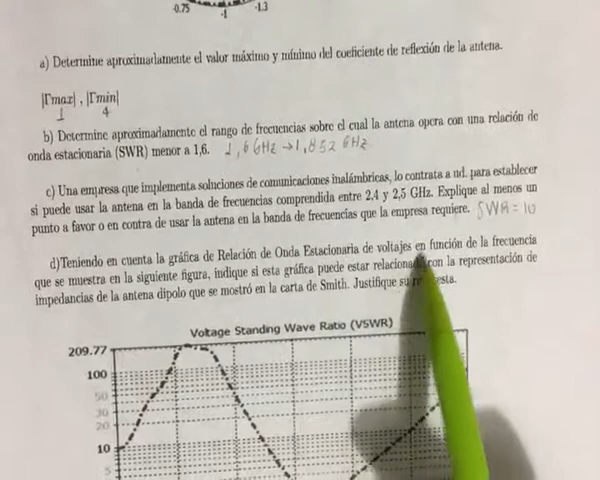 -0.75 -1 -1.3
a) Determine aproximadamente el valor máximo y mínimo del coeficiente de reflexión de la antena.
|Γmax| , |Γmin|
1 4
b) Determine aproximadamente el rango de frecuencias sobre el cual la antena opera con una relación de
onda estacionaria (SWR) menor a 1,6. 1,6 GHz → 1,852 GHz
c) Una empresa que implementa soluciones de comunicaciones inalámbricas, lo contrata a ud. para establecer
si puede usar la antena en la banda de frecuencias comprendida entre 2,4 y 2,5 GHz. Explique al menos un
punto a favor o en contra de usar la antena en la banda de frecuencias que la empresa requiere. SWR = 10
d)Teniendo en cuenta la gráfica de Relación de Onda Estacionaria de voltajes en función de la frecuencia
que se muestra en la siguiente figura, indique si esta gráfica puede estar con la representación de
impedancias de la antena dipolo que se mostró en la carta de Smith. Justifique
Voltage Standing Wave Ratio (VSWR)
209.77
100
50
30
20
10
5